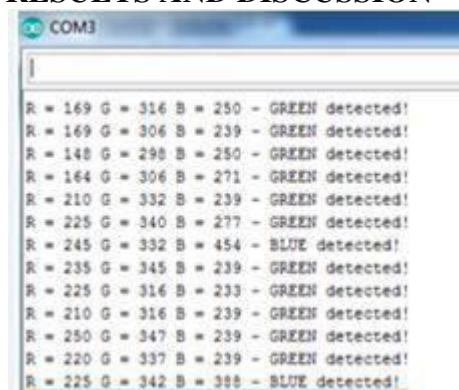 RESULTS AND DISCUSSION
COM3
R = 169 G = 316 B = 250 - GREEN detected!
R = 169 G = 306 B = 239 - GREEN detected!
R = 148 G = 298 B = 250 - GREEN detected!
R = 164 G = 306 B = 271 - GREEN detected!
R = 210 G = 332 B = 239 - GREEN detected!
R = 225 G = 340 B = 277 - GREEN detected!
R = 245 G = 332 B = 454 - BLUE detected!
R = 235 G = 345 B = 239 - GREEN detected!
R = 225 G = 316 B = 233 - GREEN detected!
R = 210 G = 316 B = 239 - GREEN detected!
R = 250 G = 347 B = 239 - GREEN detected!
R = 220 G = 337 B = 239 - GREEN detected!
R = 225 G = 342 B = 388 - BLUE detected!